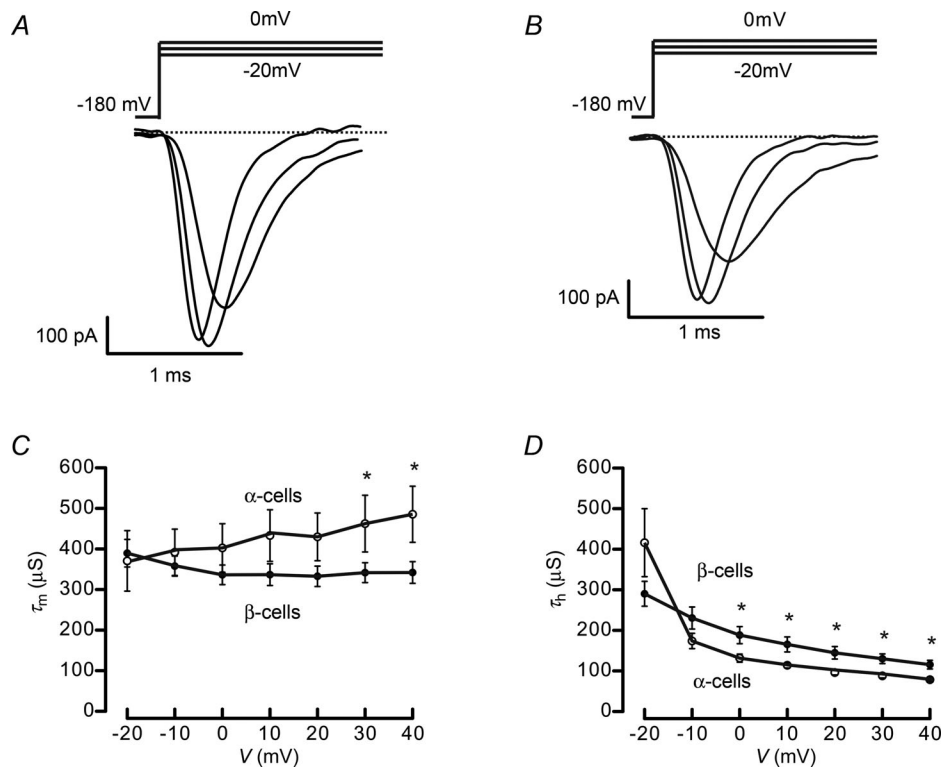 A
0mV
-20mV
-180 mV
100 pA
1 ms
B
0mV
-20mV
-180 mV
100 pA
1 ms
C
600
500
400
300
200
100
0
τm (μS)
α-cells
β-cells
* *
-20 -10 0 10 20 30 40
V (mV)
D
600
500
400
300
200
100
0
τh (μS)
β-cells
α-cells
* * * * *
-20 -10 0 10 20 30 40
V (mV)